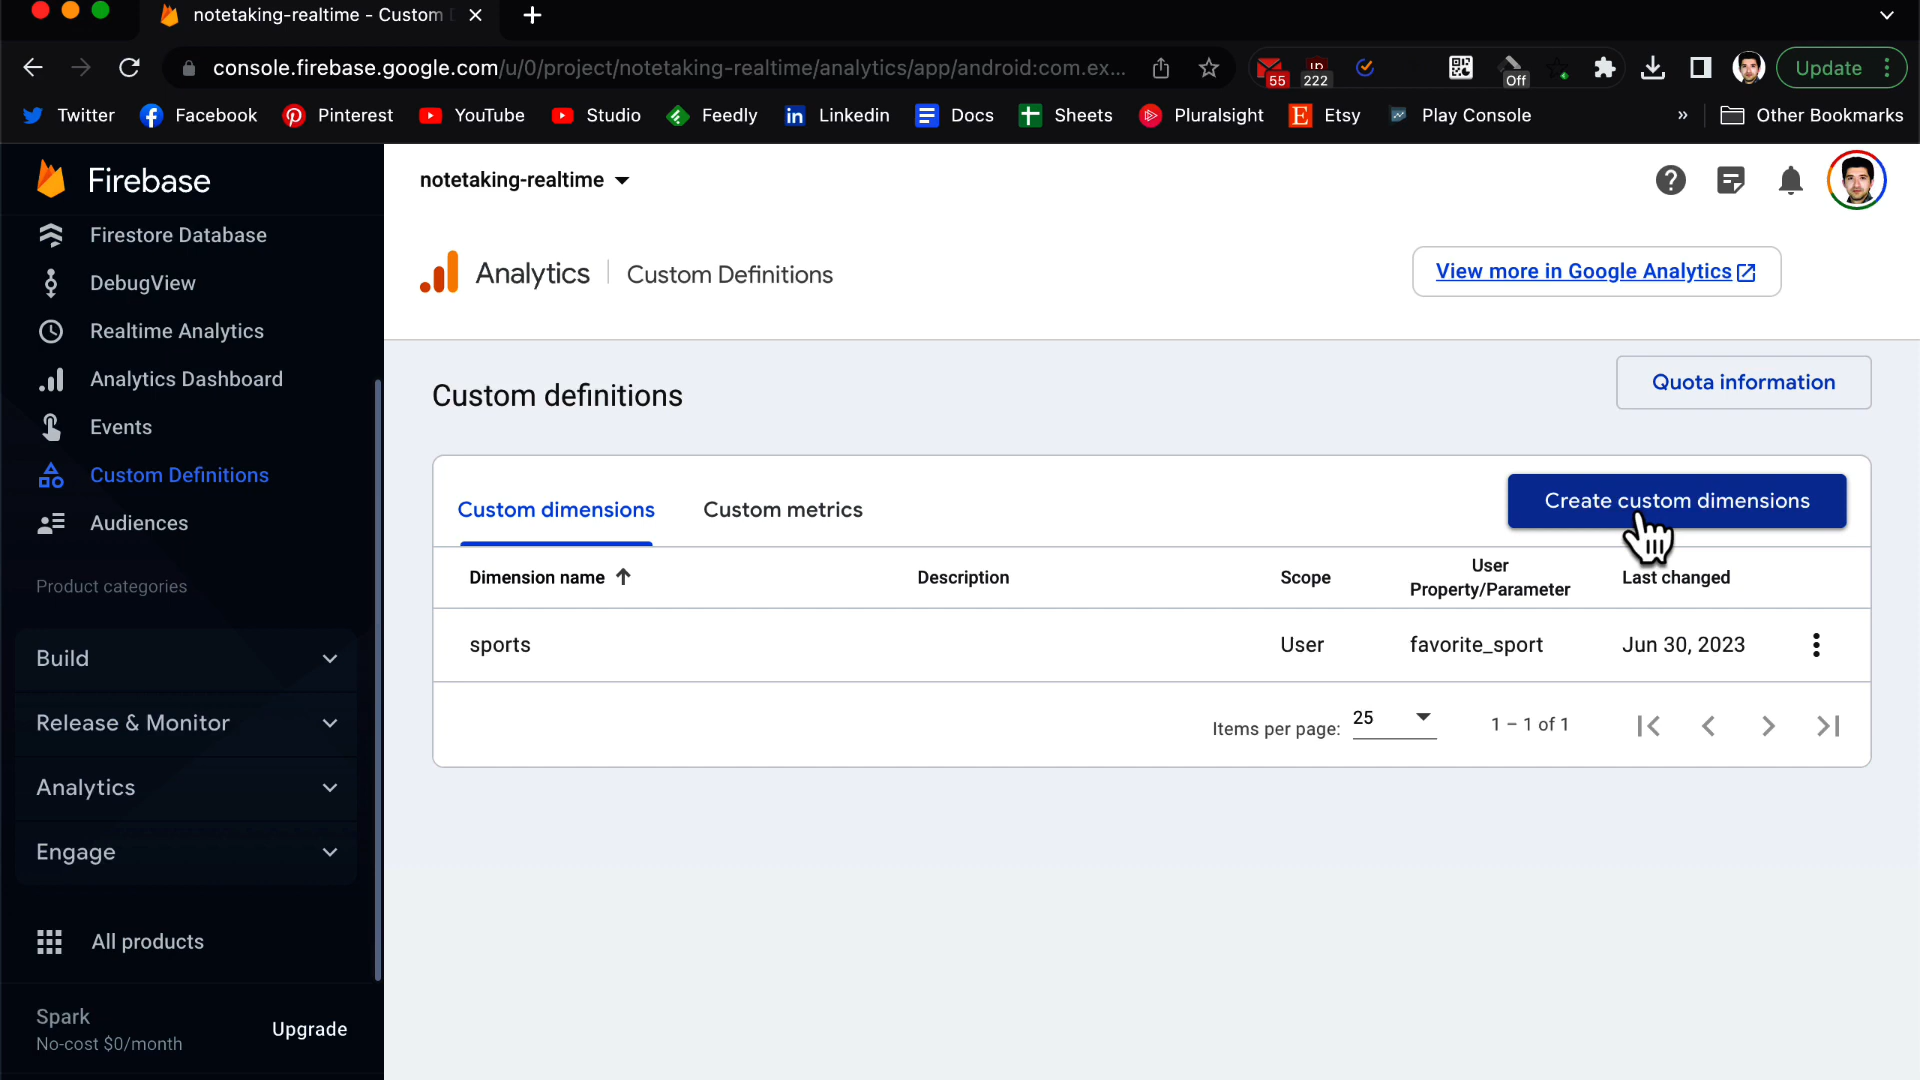 notetaking-realtime - Custom
console.firebase.google.com/u/0/project/notetaking-realtime/analytics/app/android:com.ex...
55
222
Off
Update
Twitter
Facebook
Pinterest
YouTube
Studio
Feedly
Linkedin
Docs
Sheets
Pluralsight
Etsy
Play Console
»
Other Bookmarks
Firebase
Firestore Database
DebugView
Realtime Analytics
Analytics Dashboard
Events
Custom Definitions
Audiences
Product categories
Build
Release & Monitor
Analytics
Engage
All products
Spark
No-cost $0/month
Upgrade
notetaking-realtime
Analytics
Custom Definitions
View more in Google Analytics
Custom definitions
Quota information
Custom dimensions
Custom metrics
Create custom dimensions
Dimension name
Description
Scope
User
Property/Parameter
Last changed
sports
User
favorite_sport
Jun 30, 2023
Items per page:
25
1 – 1 of 1